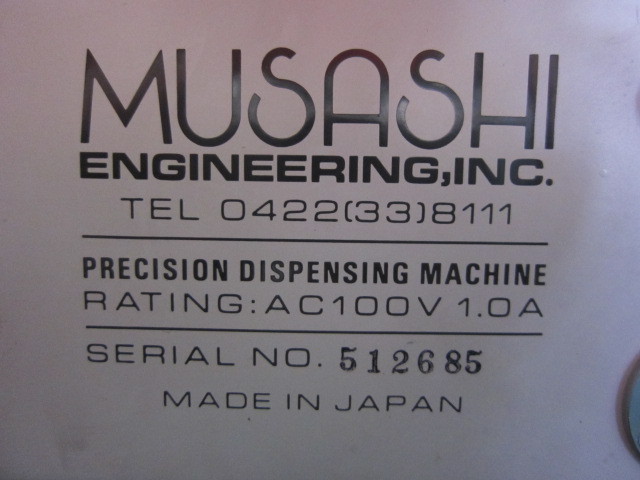 MUSASHI
ENGINEERING,INC.
TEL 0422(33)8111
PRECISION DISPENSING MACHINE
RATING:AC100V 1.0A
SERIAL NO. 512685
MADE IN JAPAN